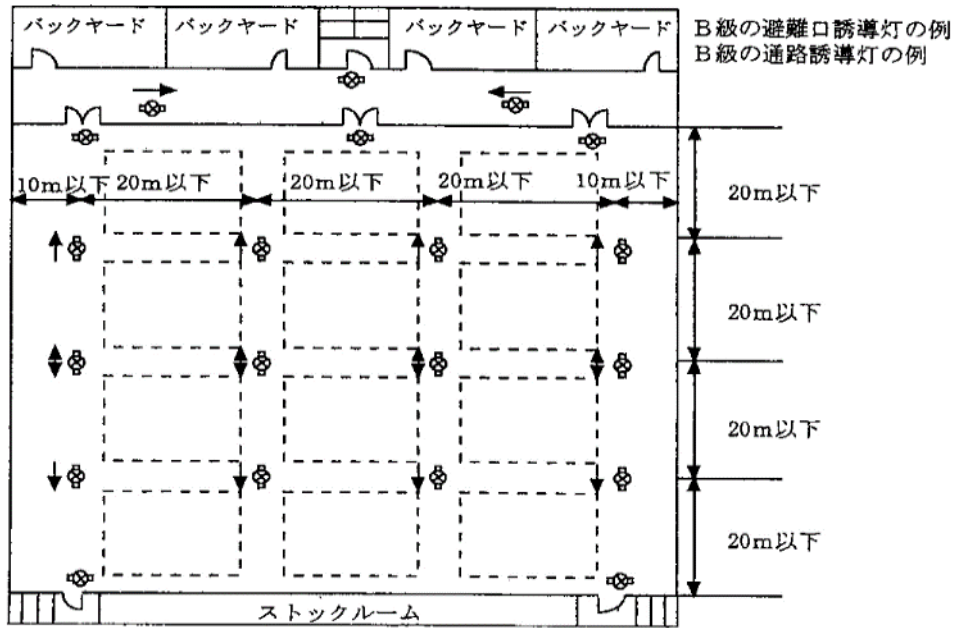 バックヤード
バックヤード
バックヤード
バックヤード
B級の避難口誘導灯の例
B級の通路誘導灯の例
10m以下
20m以下
20m以下
20m以下
10m以下
20m以下
20m以下
20m以下
20m以下
ストックルーム